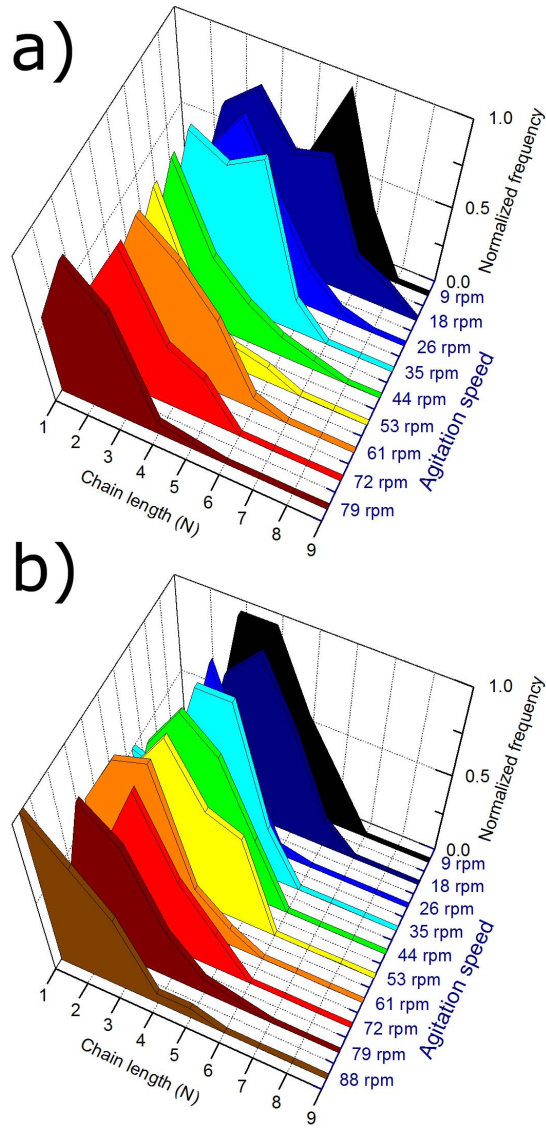 a)
1.0
0.5
0.0
Normalized frequency
9 rpm
18 rpm
26 rpm
35 rpm
44 rpm
53 rpm
61 rpm
72 rpm
79 rpm
Agitation speed
1
2
3
4
5
6
7
8
9
Chain length (N)
b)
1.0
0.5
0.0
Normalized frequency
9 rpm
18 rpm
26 rpm
35 rpm
44 rpm
53 rpm
61 rpm
72 rpm
79 rpm
88 rpm
Agitation speed
1
2
3
4
5
6
7
8
9
Chain length (N)